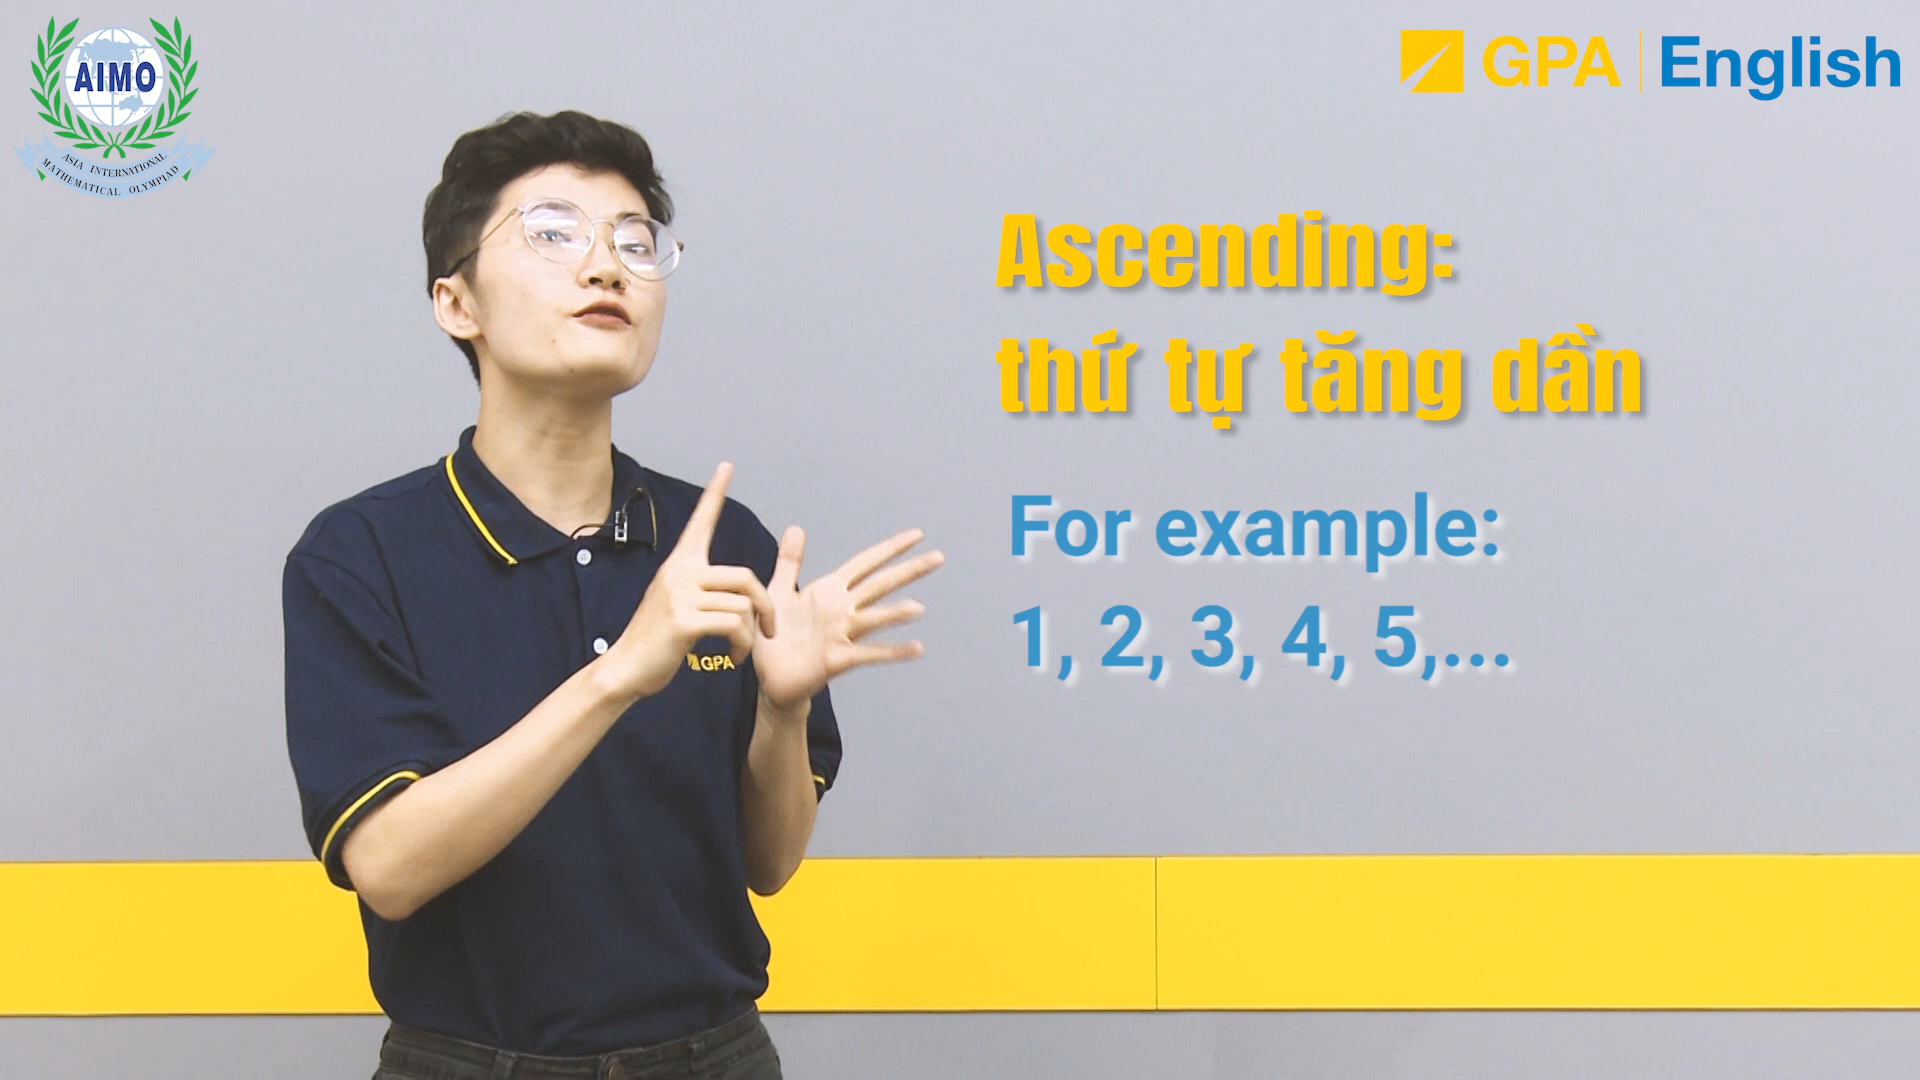 AIMO
ASIA INTERNATIONAL
MATHEMATICAL OLYMPIAD
GPA English
Ascending:
thứ tự tăng dần
For example:
1, 2, 3, 4, 5,...
GPA